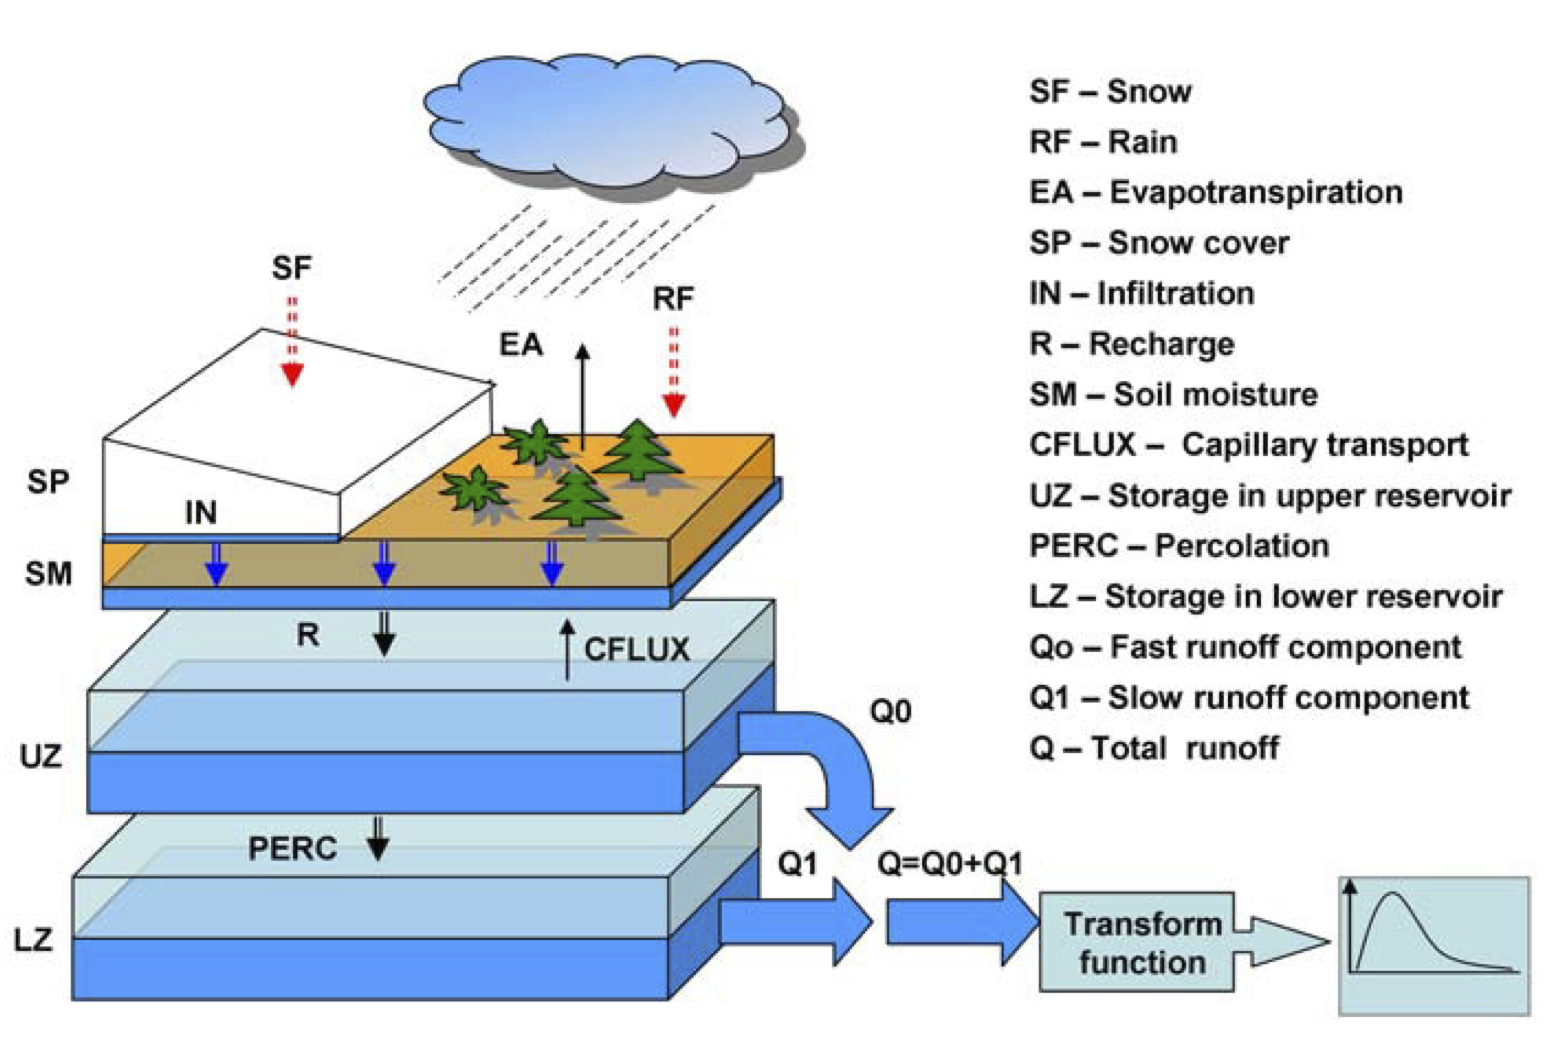 SF
RF
EA
SP
IN
SM
R
CFLUX
Q0
UZ
PERC
Q1
Q=Q0+Q1
LZ
Transform
function
SF – Snow
RF – Rain
EA – Evapotranspiration
SP – Snow cover
IN – Infiltration
R – Recharge
SM – Soil moisture
CFLUX – Capillary transport
UZ – Storage in upper reservoir
PERC – Percolation
LZ – Storage in lower reservoir
Qo – Fast runoff component
Q1 – Slow runoff component
Q – Total runoff